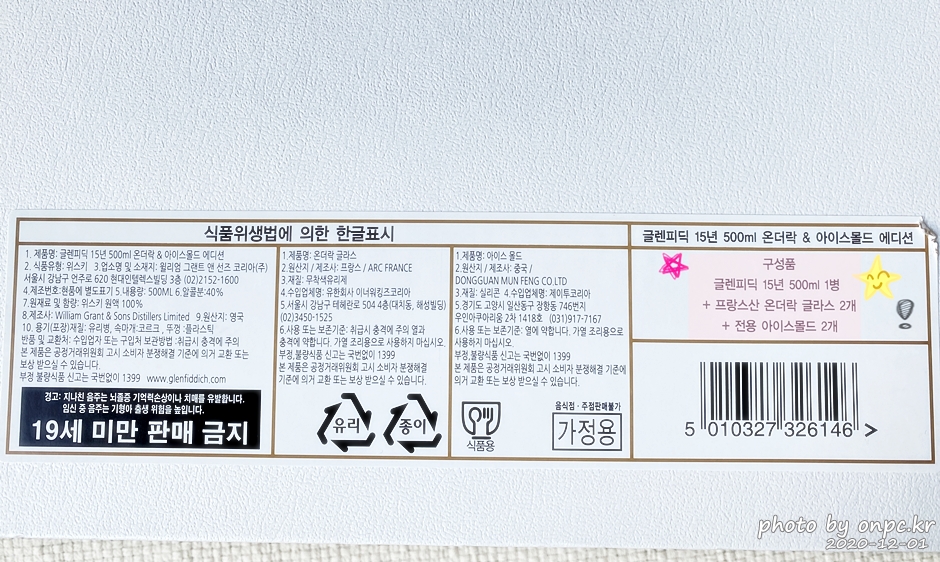 식품위생법에 의한 한글표시
1. 제품명: 글렌피딕 15년 500ml 온더락 & 아이스몰드 에디션
2. 식품유형: 위스키 3.업소명 및 소재지: 윌리엄 그랜트 앤 선즈 코리아(주)
서울시 강남구 언주로 620 현대인텔렉스빌딩 3층 (02)2152-1600
4. 제조번호:현품에 별도표기 5.내용량: 500ML 6.알콜분:40%
7.원재료 및 함량: 위스키 원액 100%
8.제조사: William Grant & Sons Distillers Limited 9.원산지: 영국
10. 용기(포장)재질: 유리병, 속마개:코르크, 뚜껑 :플라스틱
반품 및 교환처: 수입업자 또는 구입처 보관방법 :취급시 충격에 주의
본 제품은 공정거래위원회 고시 소비자 분쟁해결 기준에 의거 교환 또는
보상 받으실 수 있습니다.
부정,불량식품 신고는 국번없이 1399 www.glenfiddich.com
경고: 지나친 음주는 뇌졸중 기억력손상이나 치매를 유발합니다.
임신 중 음주는 기형아 출생 위험을 높입니다.
19세 미만 판매 금지
1.제품명: 온더락 글라스
2.원산지 / 제조사: 프랑스 / ARC FRANCE
3.재질: 무착색유리제
4.수입업체명: 유한회사 이너워킹즈코리아
5.서울시 강남구 테헤란로 504 4층(대치동, 해성빌딩)
(02)3450-1525
6 사용 또는 보존기준: 취급시 충격에 주의 열과
충격에 주의하십시오. 가열 조리용으로 사용하지 마십시오.
부정,불량식품 신고는 국번없이 1399
본 제품은 공정거래위원회 고시 소비자 분쟁해결
기준에 의거 교환 또는 보상 받으실 수 있습니다.
유리
종이
1.제품명: 아이스 몰드
2.원산지 / 제조사: 중국 /
DONGGUAN MUN FENG CO.LTD
3.재질: 실리콘 4.수입업체명: 제이투코리아
5.경기도 고양시 일산동구 장항동 746번지
우인아쿠아리움 2차 1418호 (031)917-7167
6.사용 또는 보존기준: 열에 약합니다. 가열 조리용으로
사용하지 마십시오.
부정,불량식품 신고는 국번없이 1399
본 제품은 공정거래위원회 고시 소비자 분쟁해결 기준에
의거 교환 또는 보상 받으실 수 있습니다.
식품용
음식점 · 주점판매불가
가정용
글렌피딕 15년 500ml 온더락 & 아이스몰드 에디션
구성품
글렌피딕 15년 500ml 1병
+ 프랑스산 온더락 글라스 2개
+ 전용 아이스몰드 2개
5 010327 326146 >
photo by onpc.kr
2020-12-01